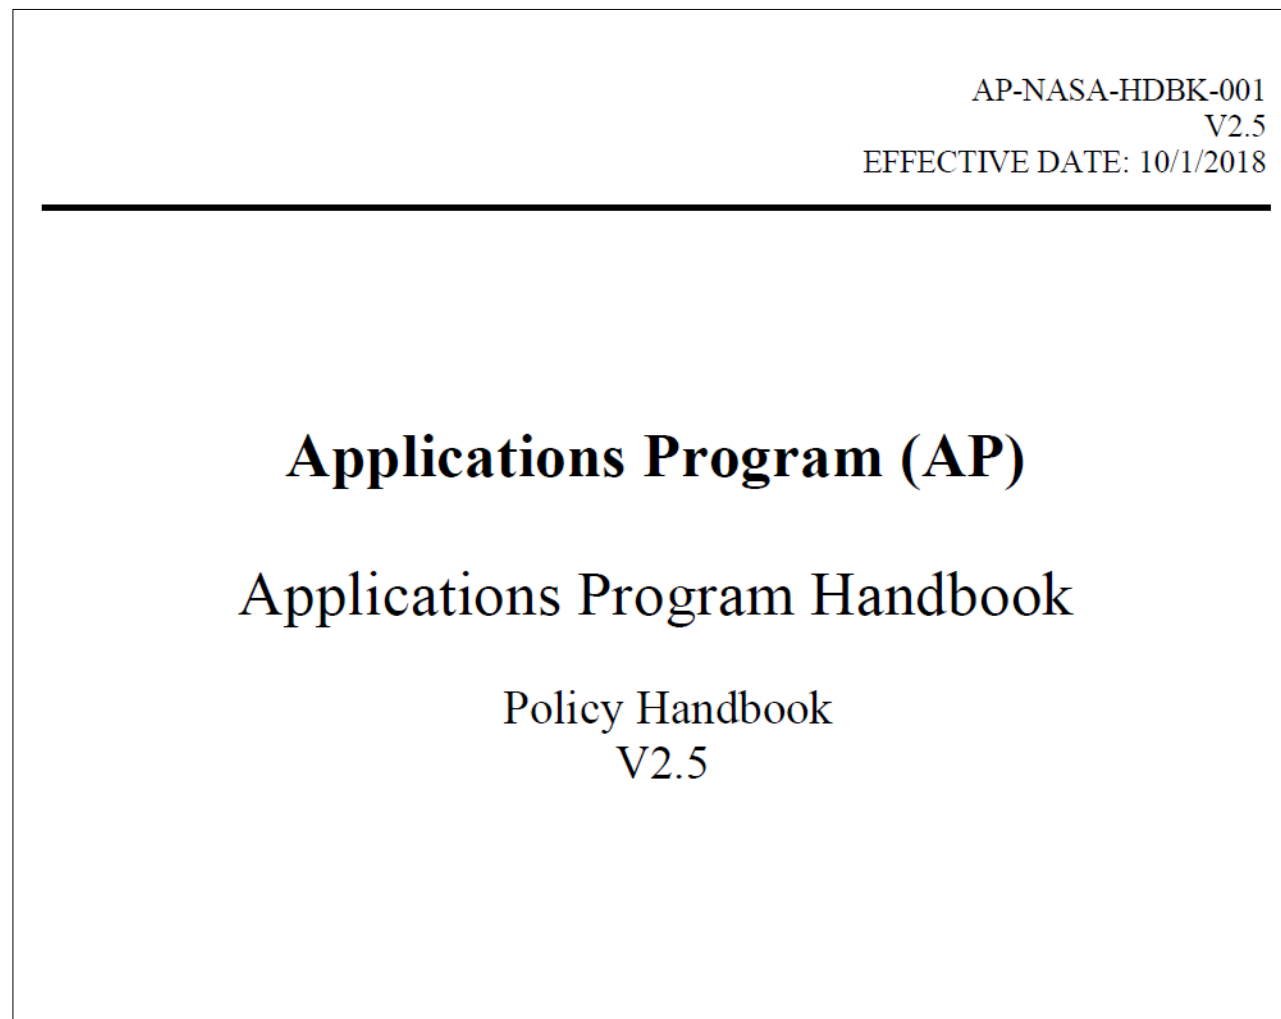 AP-NASA-HDBK-001
V2.5
EFFECTIVE DATE: 10/1/2018
Applications Program (AP)
Applications Program Handbook
Policy Handbook
V2.5